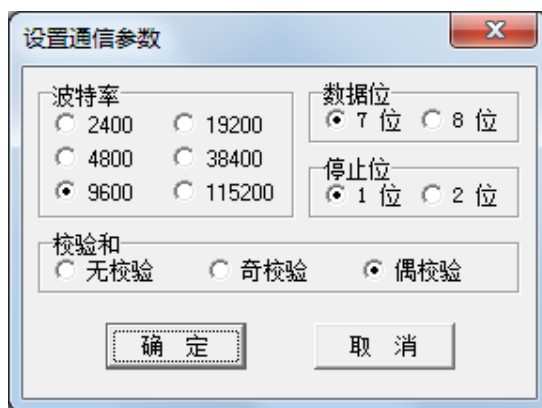 设置通信参数
波特率
2400 19200
4800 38400
9600 115200
数据位
7 位 8 位
停止位
1 位 2 位
校验和
无校验 奇校验 偶校验
确 定 取 消